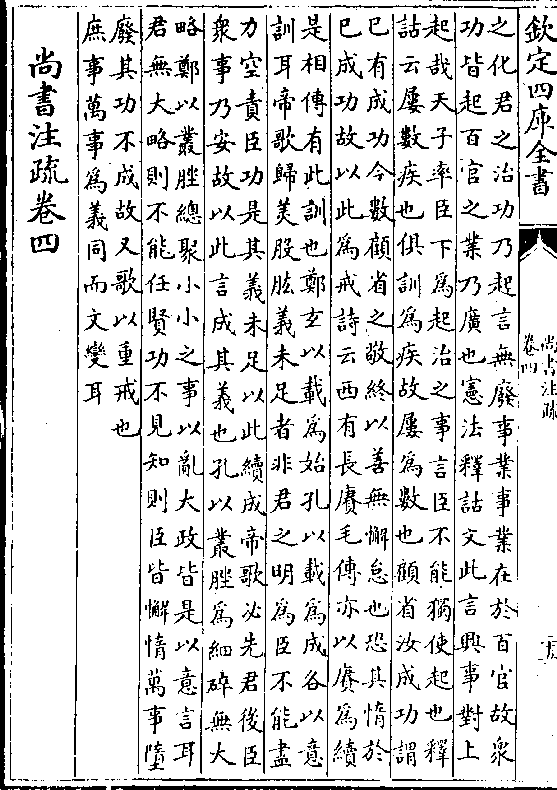 欽定四庫全書
尚書注疏
卷四
之化君之治功乃起言無廢事業事業在於百官故衆
功皆起百官之業乃廣也憲法釋詁文此言興事對上
起哉天子率臣下為起治之事言臣不能獨使起也釋
詁云屢數疾也俱訓為疾故屢為數也顧省汝成功謂
已有成功今數顧省之敬終以善無懈怠也恐其惰於
已成功故以此為戒詩云西有長賡毛傳亦以賡為續
是相傳有此訓也鄭玄以載為始孔以載為成各以意
訓耳帝歌歸美股肱義未足者非君之明為臣不能盡
力空責臣功是其義未足以此續成帝歌必先君後臣
衆事乃安故以此言成其義也孔以叢脞為細碎無大
略鄭以叢脞總聚小小之事以亂大政皆是以意言耳
君無大略則不能任賢功不見知則臣皆懈惰萬事墮
廢其功不成故又歌以重戒也
庶事萬事為義同而文變耳
尚書注疏卷四